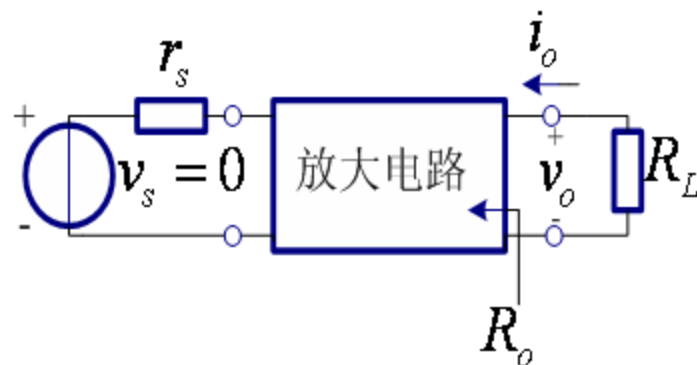 i_o
r_s
+ +
v_s = 0 放大电路 v_o R_L
- -
R_o